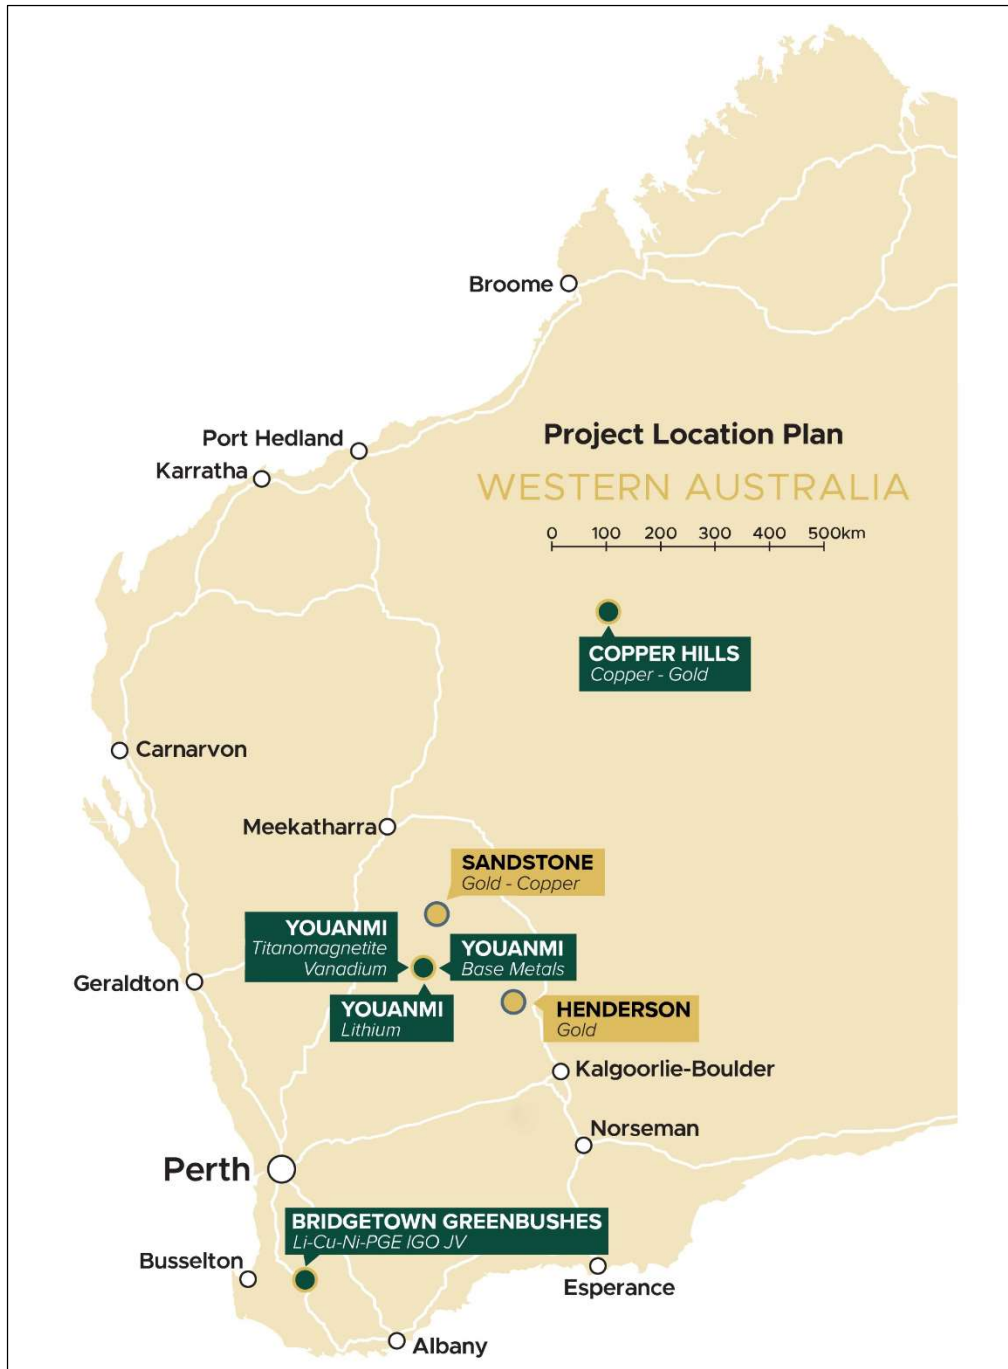 Broome
Port Hedland
Karratha
Project Location Plan
WESTERN AUSTRALIA
0 100 200 300 400 500km
COPPER HILLS
Copper - Gold
Carnarvon
Meekatharra
SANDSTONE
Gold - Copper
YOUANMI
Titanomagnetite
Vanadium
YOUANMI
Base Metals
Geraldton
YOUANMI
Lithium
HENDERSON
Gold
Kalgoorlie-Boulder
Norseman
Perth
BRIDGETOWN GREENBUSHES
Li-Cu-Ni-PGE IGO JV
Busselton
Esperance
Albany